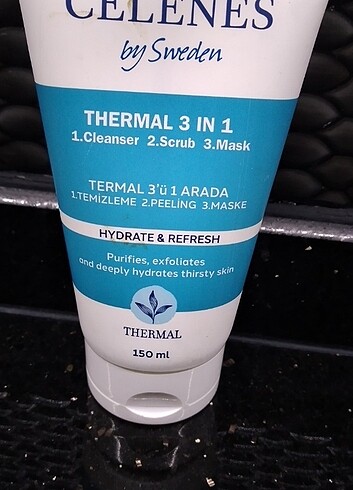 CELENES
by Sweden
THERMAL 3 IN 1
1.Cleanser 2.Scrub 3.Mask
TERMAL 3'ü 1 ARADA
1.TEMİZLEME 2.PEELİNG 3.MASKE
HYDRATE & REFRESH
Purifies, exfoliates
and deeply hydrates thirsty skin
THERMAL
150 ml